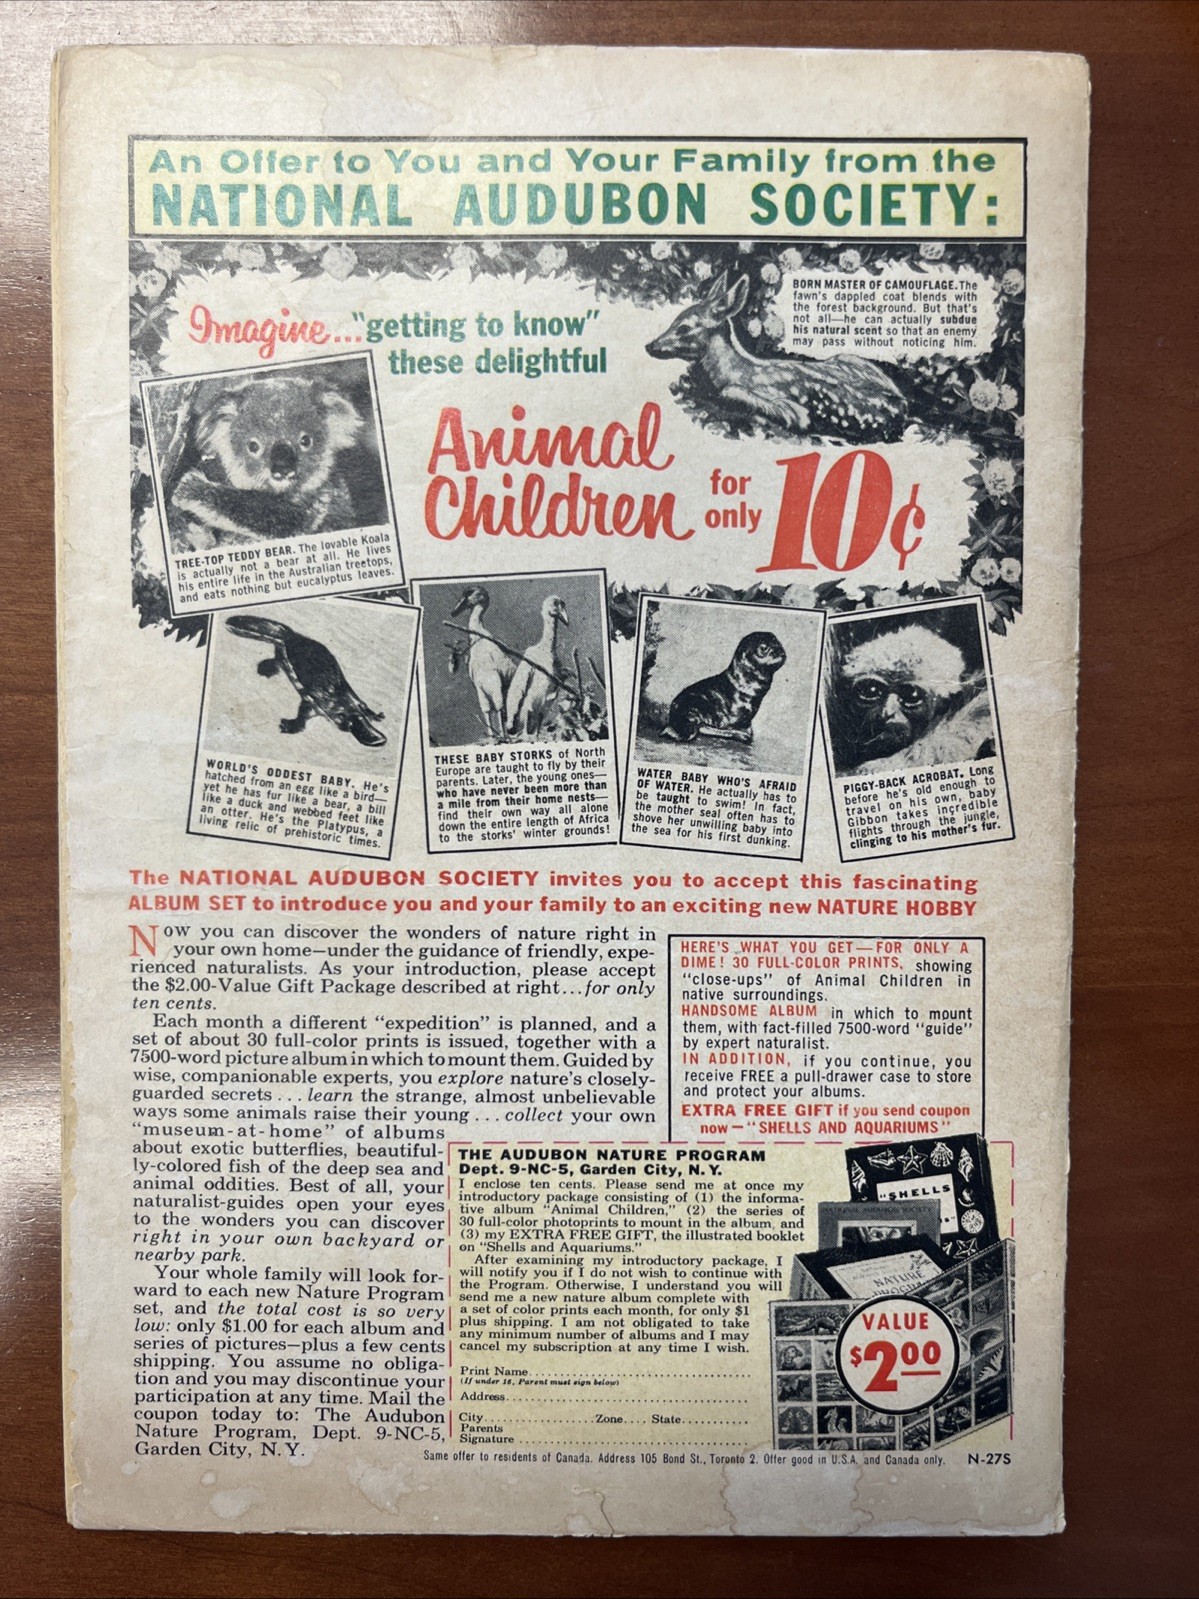 An Offer to You and Your Family from the
NATIONAL AUDUBON SOCIETY:
Imagine..."getting to know"
these delightful
Animal
Children
for
only
10¢
BORN MASTER OF CAMOUFLAGE. The
fawn's dappled coat blends with
the forest background. But that's
not all—he can actually subdue
his natural scent so that an enemy
may pass without noticing him.
TREE-TOP TEDDY BEAR. The lovable Koala
is actually not a bear at all. He lives
his entire life in the Australian treetops,
and eats nothing but eucalyptus leaves.
WORLD'S ODDEST BABY. He's
hatched from an egg like a bird—
yet he has fur like a bear, a bill
like a duck and webbed feet like
an otter. He's the Platypus, a
living relic of prehistoric times.
THESE BABY STORKS of North
Europe are taught to fly by their
parents. Later, the young ones—
who have never been more than
a mile from their home nests—
find their own way all alone
down the entire length of Africa
to the storks' winter grounds!
WATER BABY WHO'S AFRAID
OF WATER. He actually has to
be taught to swim! In fact,
the mother seal often has to
shove her unwilling baby into
the sea for his first dunking.
PIGGY-BACK ACROBAT. Long
before he's old enough to
travel on his own, baby
Gibbon takes incredible
flights through the jungle,
clinging to his mother's fur.
The NATIONAL AUDUBON SOCIETY invites you to accept this fascinating
ALBUM SET to introduce you and your family to an exciting new NATURE HOBBY
Now you can discover the wonders of nature right in
your own home—under the guidance of friendly, expe-
rienced naturalists. As your introduction, please accept
the $2.00-Value Gift Package described at right...for only
ten cents.
Each month a different "expedition" is planned, and a
set of about 30 full-color prints is issued, together with a
7500-word picture album in which to mount them. Guided by
wise, companionable experts, you explore nature's closely-
guarded secrets... learn the strange, almost unbelievable
ways some animals raise their young... collect your own
"museum-at-home" of albums
about exotic butterflies, beautiful-
ly-colored fish of the deep sea and
animal oddities. Best of all, your
naturalist-guides open your eyes
to the wonders you can discover
right in your own backyard or
nearby park.
Your whole family will look for-
ward to each new Nature Program
set, and the total cost is so very
low: only $1.00 for each album and
series of pictures—plus a few cents
shipping. You assume no obliga-
tion and you may discontinue your
participation at any time. Mail the
coupon today to: The Audubon
Nature Program, Dept. 9-NC-5,
Garden City, N.Y.
HERE'S WHAT YOU GET—FOR ONLY A
DIME! 30 FULL-COLOR PRINTS, showing
"close-ups" of Animal Children in
native surroundings.
HANDSOME ALBUM in which to mount
them, with fact-filled 7500-word "guide"
by expert naturalist.
IN ADDITION, if you continue, you
receive FREE a pull-drawer case to store
and protect your albums.
EXTRA FREE GIFT if you send coupon
now—"SHELLS AND AQUARIUMS"
THE AUDUBON NATURE PROGRAM
Dept. 9-NC-5, Garden City, N.Y.
I enclose ten cents. Please send me at once my
introductory package consisting of (1) the informa-
tive album "Animal Children," (2) the series of
30 full-color photoprints to mount in the album, and
(3) my EXTRA FREE GIFT, the illustrated booklet
on "Shells and Aquariums."
After examining my introductory package, I
will notify you if I do not wish to continue with
the Program. Otherwise, I understand you will
send me a new nature album complete with
a set of color prints each month, for only $1
plus shipping. I am not obligated to take
any minimum number of albums and I may
cancel my subscription at any time I wish.
Print Name
(If under 16, Parent must sign below)
Address
City Zone State
Parents
Signature
"SHELLS
NATIONAL AUDUBON SOCIETY
NATURE
VALUE
$2.00
Same offer to residents of Canada. Address 105 Bond St., Toronto 2. Offer good in U.S.A. and Canada only. N-27S